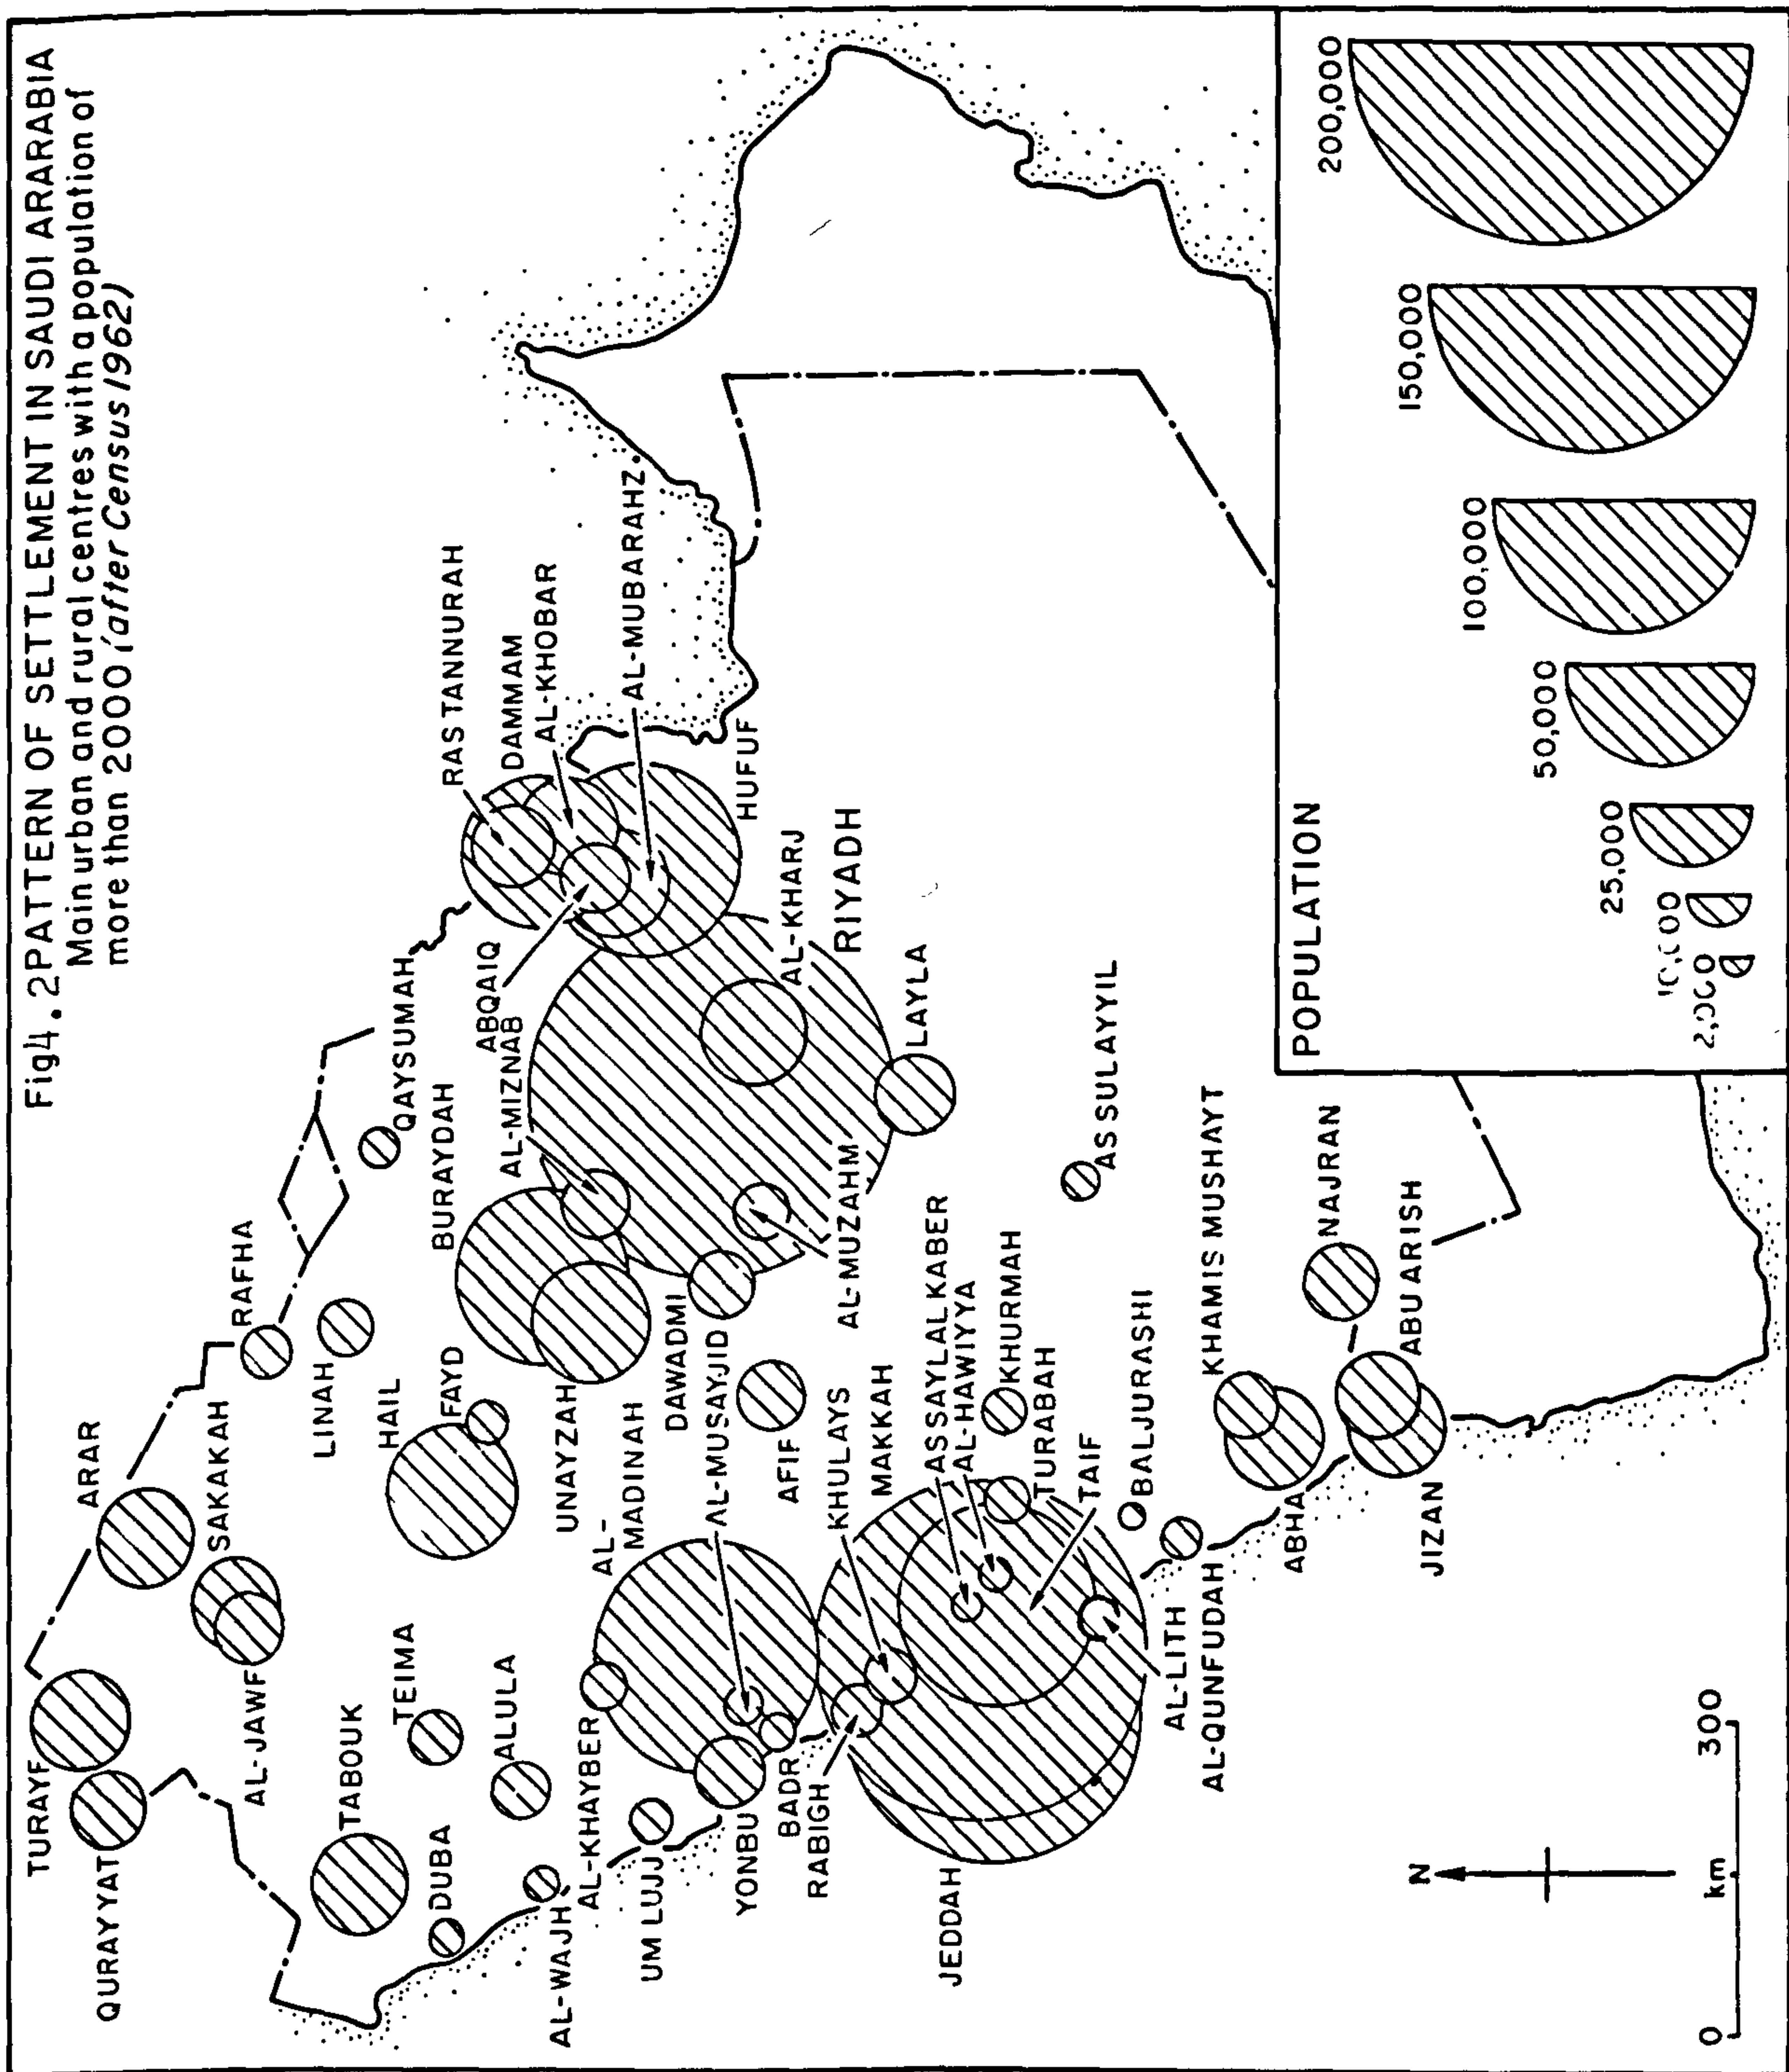 Fig4.2PATTERN OF SETTLEMENT IN SAUDI ARARABIA
Main urban and rural centres with a population of
more than 2000 (after Census 1962)
TURAYF
QURAYYAT
ARAR
SAKAKAH
AL-JAWF
RAFHA
LINAH
QAYSUMAH
TABOUK
TEIMA
HAIL
FAYD
BURAYDAH
AL-MIZNAB
ABQAIQ
RAS TANNURAH
DAMMAM
AL-KHOBAR
AL-MUBARAHZ
HUFUF
DUBA
ALULA
AL-WAJH
AL-KHAYBER
UM LUJJ
UNAYZAH
AL-
MADINAH
DAWADMI
AL-MUSAYJID
AL-KHARJ
RIYADH
YONBU
BADR
RABIGH
AFIF
KHULAYS
MAKKAH
AL-MUZAHM
LAYLA
ASSAYLALKABER
AL-HAWIYYA
KHURMAH
TURABAH
TAIF
JEDDAH
AS SULAYYIL
BALJURASHI
AL-LITH
AL-QUNFUDAH
KHAMIS MUSHAYT
ABHA
NAJRAN
ABU ARISH
JIZAN
N
0 km 300
POPULATION
2,000
10,000
25,000
50,000
100,000
150,000
200,000